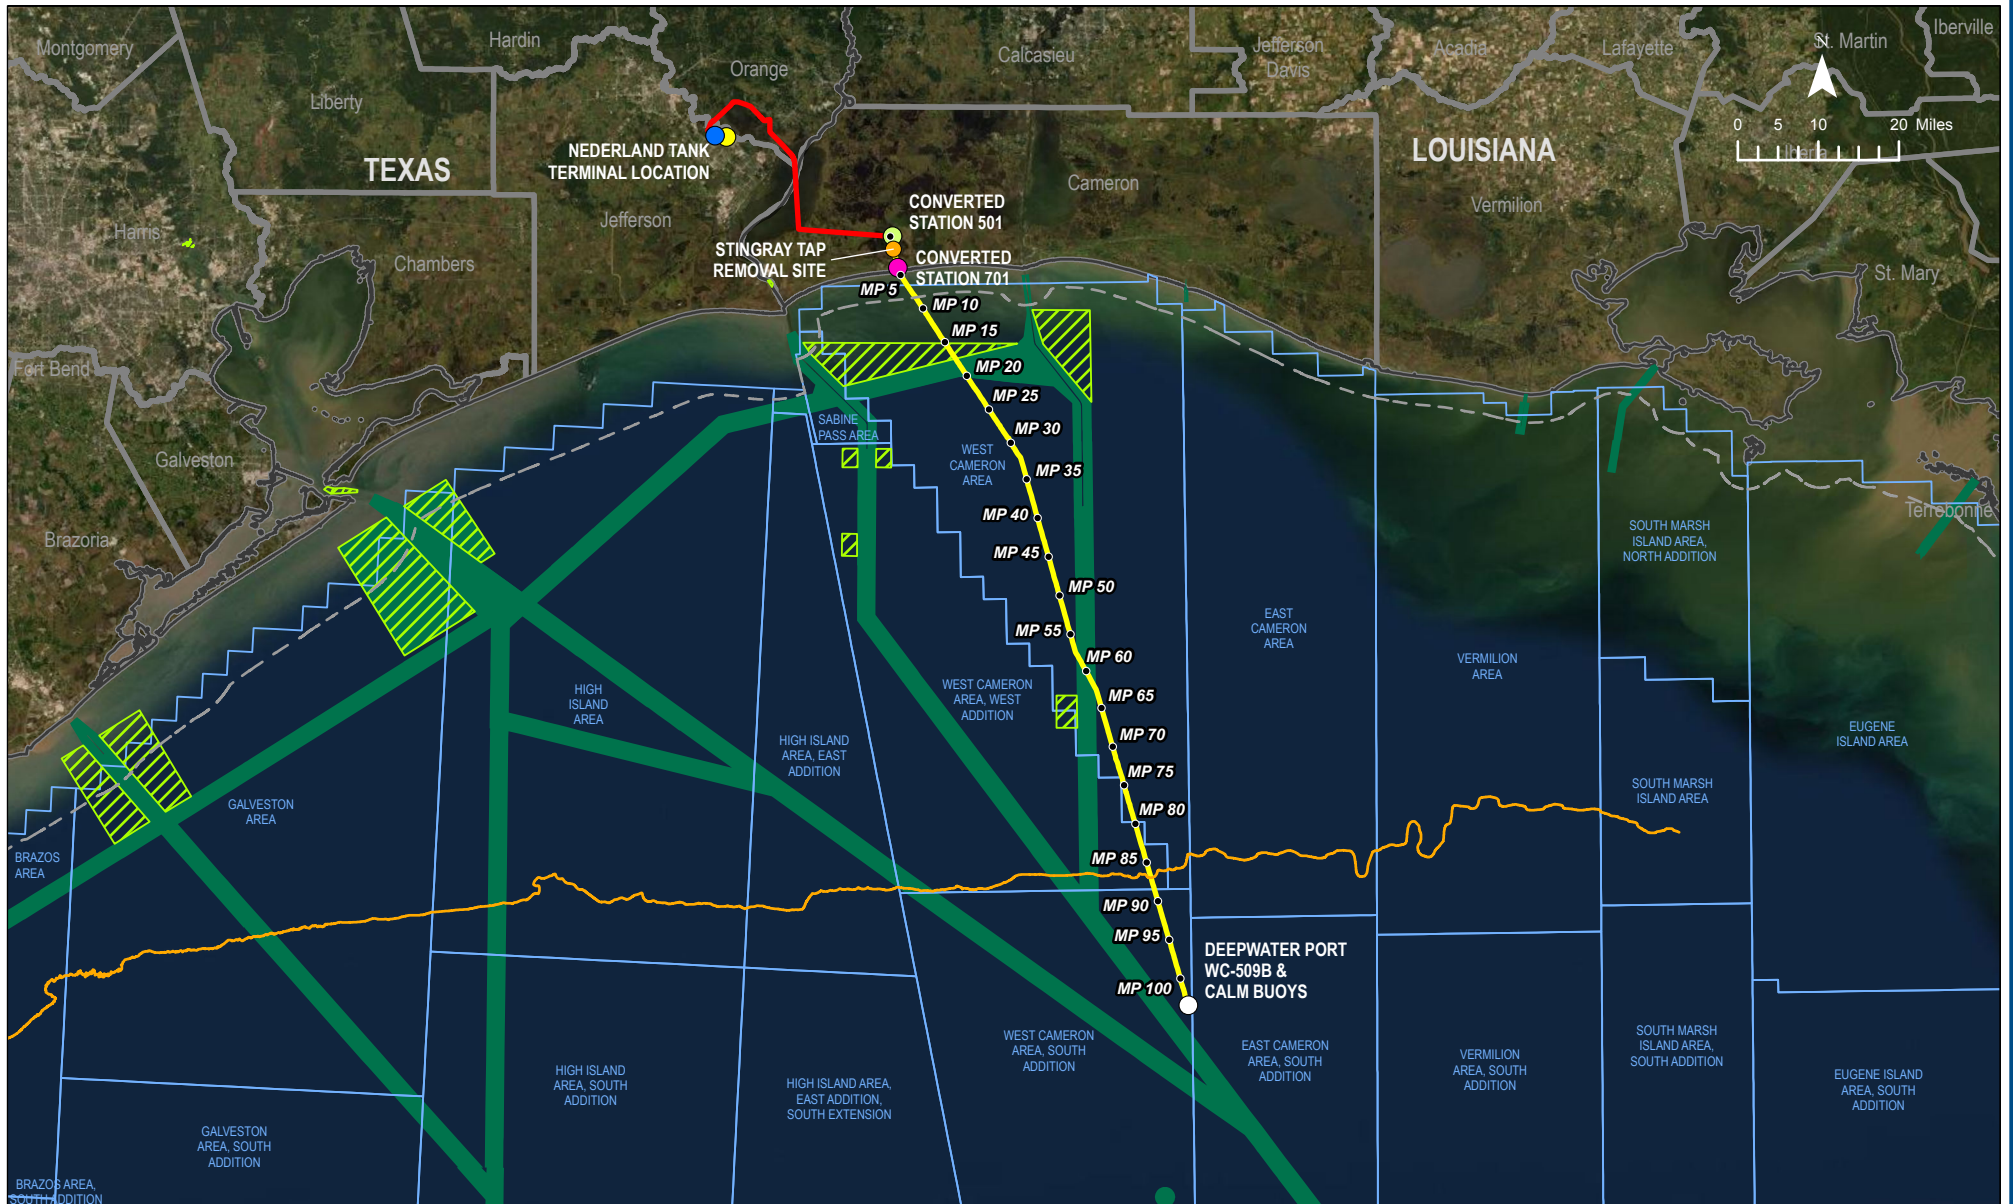 Montgomery
Hardin
Orange
Calcasieu
Jefferson
Davis
Acadia
Lafayette
St. Martin
Iberville
N
Liberty
0 5 10 20 Miles
Iberia
NEDERLAND TANK
TERMINAL LOCATION
TEXAS
LOUISIANA
Cameron
Vermilion
Jefferson
Harris
Chambers
CONVERTED
STATION 501
STINGRAY TAP
REMOVAL SITE
CONVERTED
STATION 701
St. Mary
MP 5
MP 10
MP 15
MP 20
MP 25
MP 30
MP 35
MP 40
MP 45
MP 50
MP 55
MP 60
MP 65
MP 70
MP 75
MP 80
MP 85
MP 90
MP 95
MP 100
Fort Bend
Galveston
Brazoria
Terrebonne
SABINE
PASS AREA
WEST
CAMERON
AREA
SOUTH MARSH
ISLAND AREA,
NORTH ADDITION
EAST
CAMERON
AREA
VERMILION
AREA
HIGH
ISLAND
AREA
WEST CAMERON
AREA, WEST
ADDITION
HIGH ISLAND
AREA, EAST
ADDITION
EUGENE
ISLAND AREA
SOUTH MARSH
ISLAND AREA
GALVESTON
AREA
BRAZOS
AREA
DEEPWATER PORT
WC-509B &
CALM BUOYS
WEST CAMERON
AREA, SOUTH
ADDITION
EAST CAMERON
AREA, SOUTH
ADDITION
VERMILION
AREA, SOUTH
ADDITION
SOUTH MARSH
ISLAND AREA,
SOUTH ADDITION
HIGH ISLAND
AREA, SOUTH
ADDITION
HIGH ISLAND AREA,
EAST ADDITION,
SOUTH EXTENSION
EUGENE ISLAND
AREA, SOUTH
ADDITION
GALVESTON
AREA, SOUTH
ADDITION
BRAZOS AREA,
SOUTH ADDITION